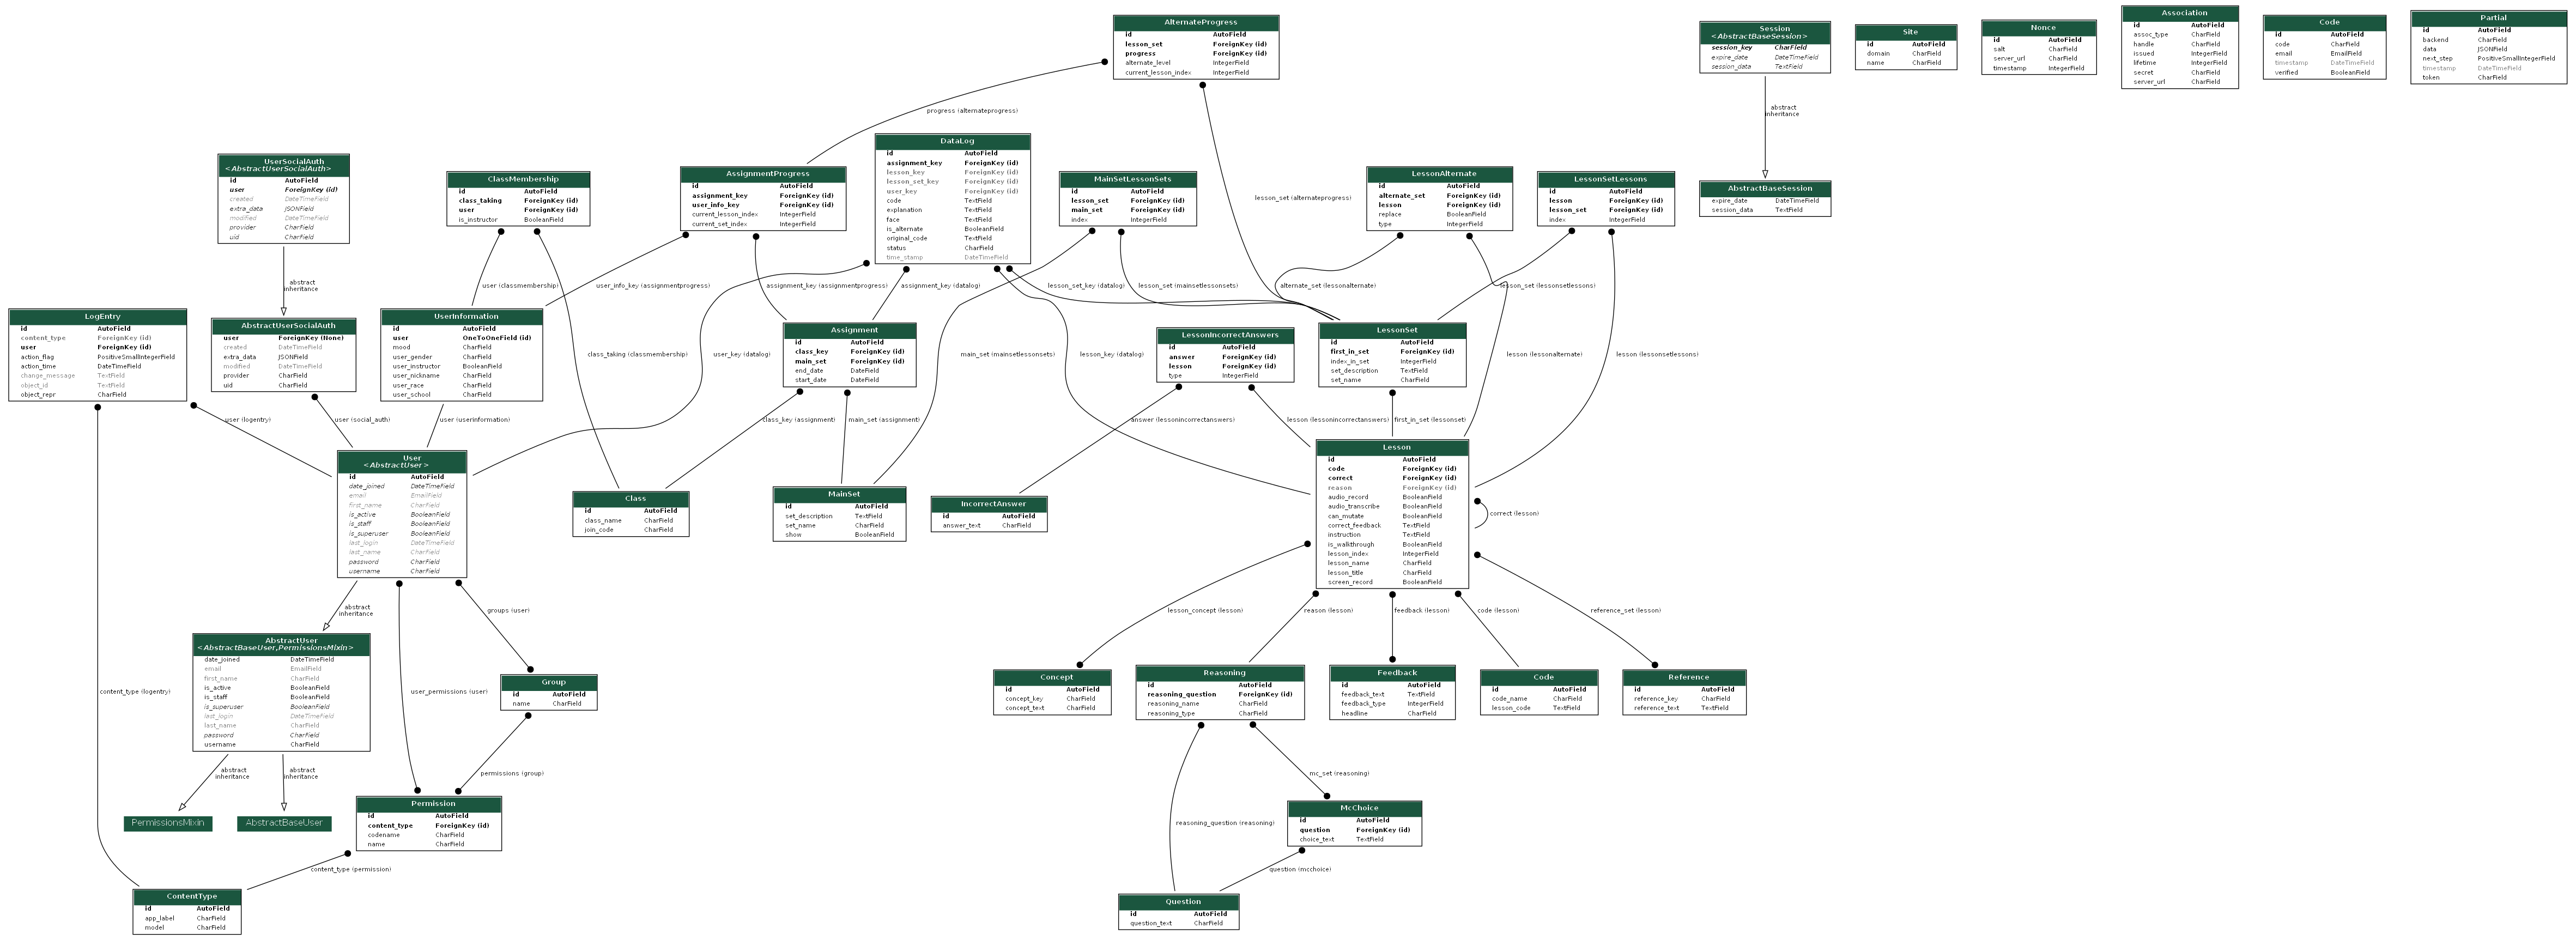 AlternateProgress
id AutoField
lesson_set ForeignKey (id)
progress ForeignKey (id)
alternate_level IntegerField
current_lesson_index IntegerField
Session
<AbstractBaseSession>
session_key CharField
expire_date DateTimeField
session_data TextField
Site
id AutoField
domain CharField
name CharField
Nonce
id AutoField
salt CharField
server_url CharField
timestamp IntegerField
Association
id AutoField
assoc_type CharField
handle CharField
issued IntegerField
lifetime IntegerField
secret CharField
server_url CharField
Code
id AutoField
code CharField
email EmailField
timestamp DateTimeField
verified BooleanField
Partial
id AutoField
backend CharField
data JSONField
next_step PositiveSmallIntegerField
timestamp DateTimeField
token CharField
progress (alternateprogress)
abstract
inheritance
UserSocialAuth
<AbstractUserSocialAuth>
id AutoField
user ForeignKey (id)
created DateTimeField
extra_data JSONField
modified DateTimeField
provider CharField
uid CharField
ClassMembership
id AutoField
class_taking ForeignKey (id)
user ForeignKey (id)
is_instructor BooleanField
AssignmentProgress
id AutoField
assignment_key ForeignKey (id)
user_info_key ForeignKey (id)
current_lesson_index IntegerField
current_set_index IntegerField
DataLog
id AutoField
assignment_key ForeignKey (id)
lesson_key ForeignKey (id)
lesson_set_key ForeignKey (id)
user_key ForeignKey (id)
code TextField
explanation TextField
face TextField
is_alternate BooleanField
original_code TextField
status CharField
time_stamp DateTimeField
MainSetLessonSets
id AutoField
lesson_set ForeignKey (id)
main_set ForeignKey (id)
index IntegerField
lesson_set (alternateprogress)
LessonAlternate
id AutoField
alternate_set ForeignKey (id)
lesson ForeignKey (id)
replace BooleanField
type IntegerField
LessonSetLessons
id AutoField
lesson ForeignKey (id)
lesson_set ForeignKey (id)
index IntegerField
AbstractBaseSession
expire_date DateTimeField
session_data TextField
abstract
inheritance
user (classmembership)
user_info_key (assignmentprogress)
assignment_key (assignmentprogress)
assignment_key (datalog)
lesson_set_key (datalog)
lesson_set (mainsetlessonsets)
alternate_set (lessonalternate)
lesson_set (lessonsetlessons)
LogEntry
id AutoField
content_type ForeignKey (id)
user ForeignKey (id)
action_flag PositiveSmallIntegerField
action_time DateTimeField
change_message TextField
object_id TextField
object_repr CharField
AbstractUserSocialAuth
user ForeignKey (None)
created DateTimeField
extra_data JSONField
modified DateTimeField
provider CharField
uid CharField
UserInformation
id AutoField
user OneToOneField (id)
mood CharField
user_gender CharField
user_instructor BooleanField
user_nickname CharField
user_race CharField
user_school CharField
class_taking (classmembership)
user_key (datalog)
Assignment
id AutoField
class_key ForeignKey (id)
main_set ForeignKey (id)
end_date DateField
start_date DateField
main_set (mainsetlessonsets)
lesson_key (datalog)
LessonIncorrectAnswers
id AutoField
answer ForeignKey (id)
lesson ForeignKey (id)
type IntegerField
LessonSet
id AutoField
first_in_set ForeignKey (id)
index_in_set IntegerField
set_description TextField
set_name CharField
lesson (lessonalternate)
lesson (lessonsetlessons)
user (logentry)
user (social_auth)
user (userinformation)
class_key (assignment)
main_set (assignment)
answer (lessonincorrectanswers)
lesson (lessonincorrectanswers)
first_in_set (lessonset)
User
<AbstractUser>
id AutoField
date_joined DateTimeField
email EmailField
first_name CharField
is_active BooleanField
is_staff BooleanField
is_superuser BooleanField
last_login DateTimeField
last_name CharField
password CharField
username CharField
Class
id AutoField
class_name CharField
join_code CharField
MainSet
id AutoField
set_description TextField
set_name CharField
show BooleanField
IncorrectAnswer
id AutoField
answer_text CharField
Lesson
id AutoField
code ForeignKey (id)
correct ForeignKey (id)
reason ForeignKey (id)
audio_record BooleanField
audio_transcribe BooleanField
can_mutate BooleanField
correct_feedback TextField
instruction TextField
is_walkthrough BooleanField
lesson_index IntegerField
lesson_name CharField
lesson_title CharField
screen_record BooleanField
correct (lesson)
abstract
inheritance
groups (user)
lesson_concept (lesson)
reason (lesson)
feedback (lesson)
code (lesson)
reference_set (lesson)
AbstractUser
<AbstractBaseUser,PermissionsMixin>
date_joined DateTimeField
email EmailField
first_name CharField
is_active BooleanField
is_staff BooleanField
is_superuser BooleanField
last_login DateTimeField
last_name CharField
password CharField
username CharField
content_type (logentry)
user_permissions (user)
Group
id AutoField
name CharField
Concept
id AutoField
concept_key CharField
concept_text CharField
Reasoning
id AutoField
reasoning_question ForeignKey (id)
reasoning_name CharField
reasoning_type CharField
Feedback
id AutoField
feedback_text TextField
feedback_type IntegerField
headline CharField
Code
id AutoField
code_name CharField
lesson_code TextField
Reference
id AutoField
reference_key CharField
reference_text TextField
abstract
inheritance
abstract
inheritance
permissions (group)
mc_set (reasoning)
PermissionsMixin
AbstractBaseUser
Permission
id AutoField
content_type ForeignKey (id)
codename CharField
name CharField
reasoning_question (reasoning)
McChoice
id AutoField
question ForeignKey (id)
choice_text TextField
content_type (permission)
question (mcchoice)
ContentType
id AutoField
app_label CharField
model CharField
Question
id AutoField
question_text CharField